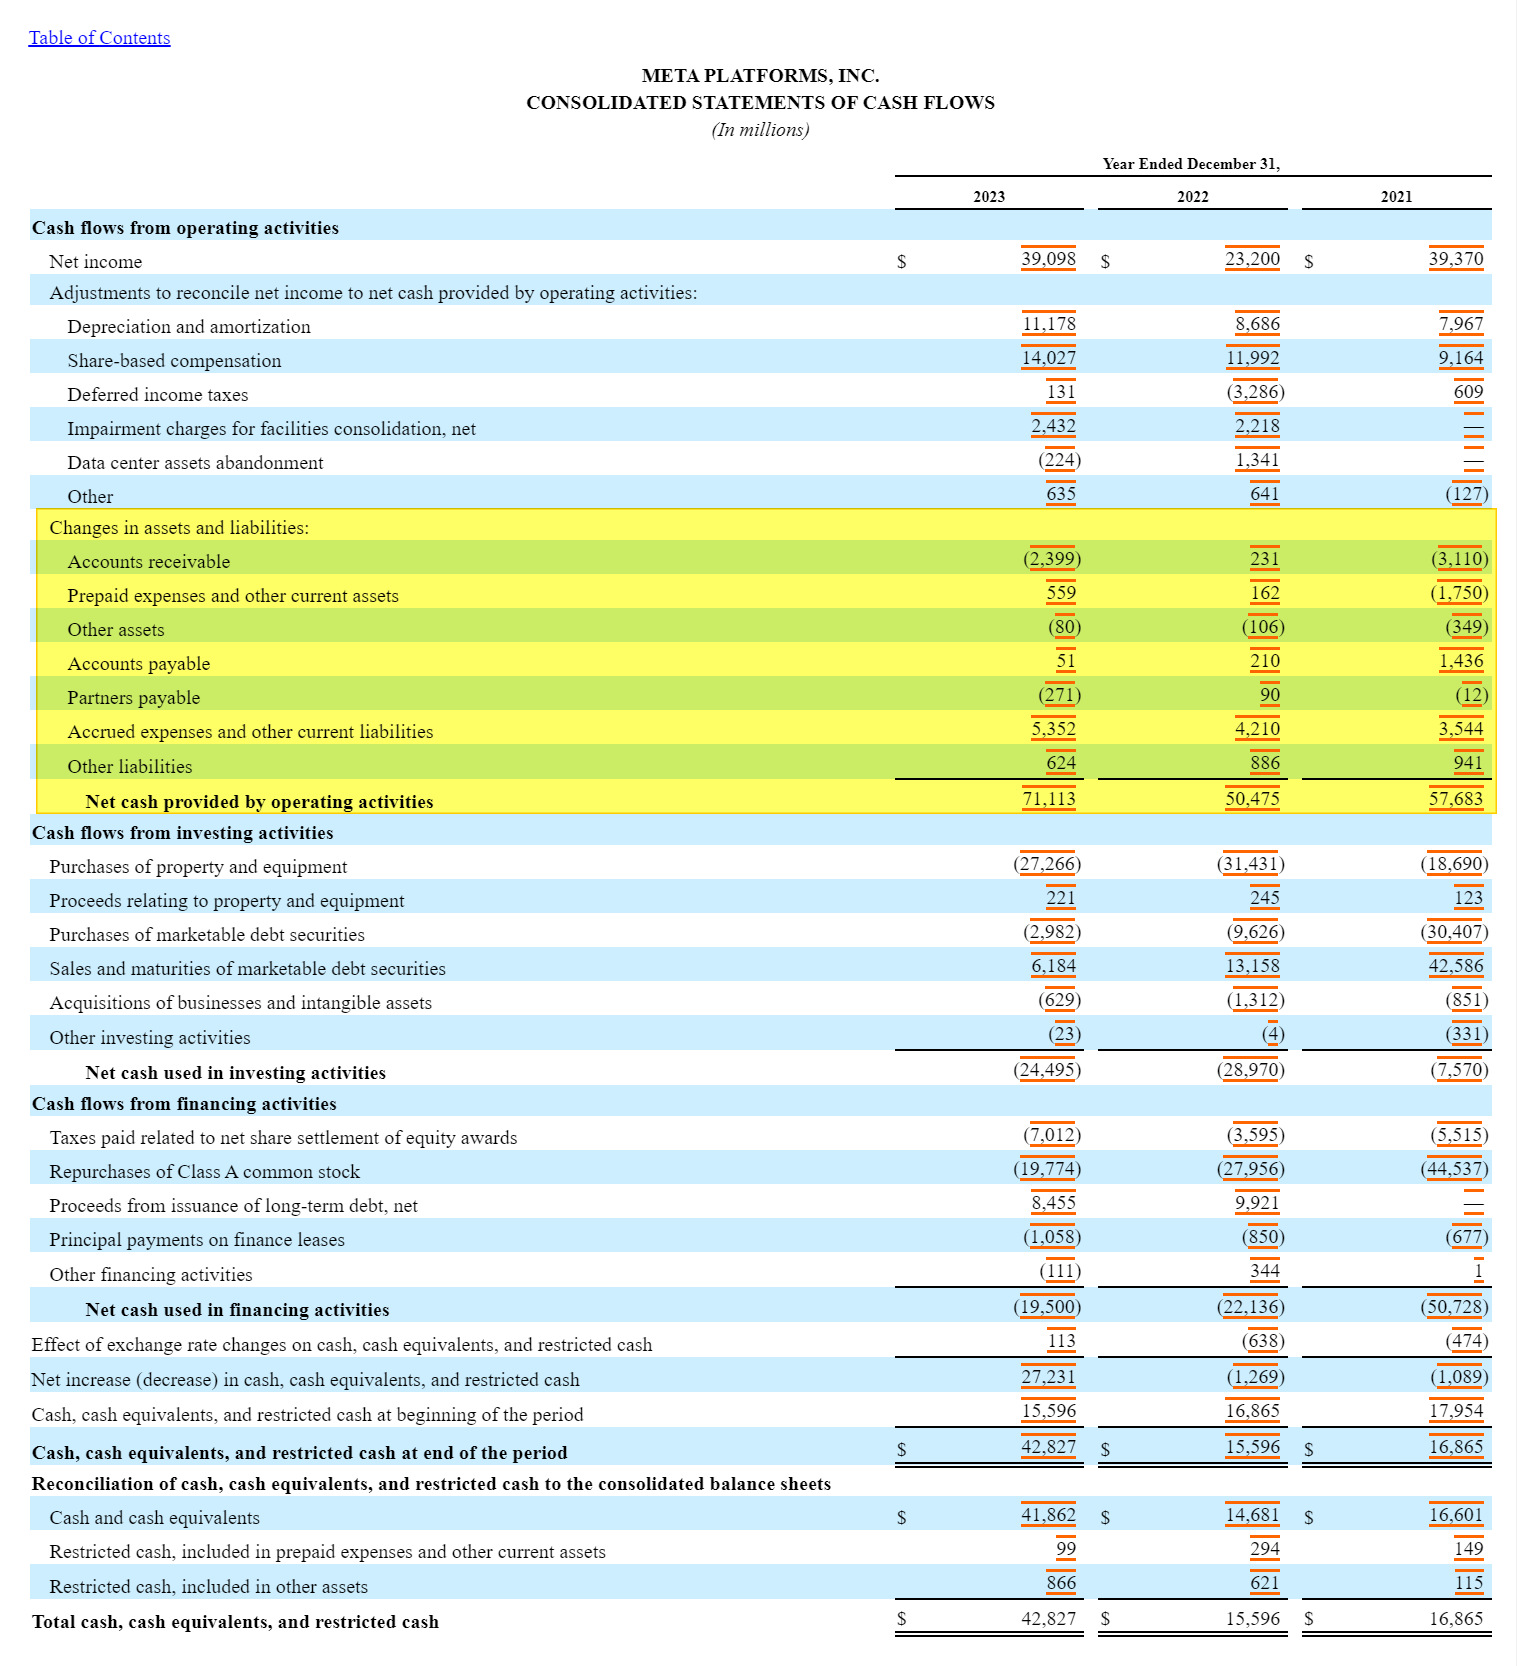 Table of Contents
META PLATFORMS, INC.
CONSOLIDATED STATEMENTS OF CASH FLOWS
(In millions)
Year Ended December 31,
2023 2022 2021
Cash flows from operating activities
Net income $ 39,098 $ 23,200 $ 39,370
Adjustments to reconcile net income to net cash provided by operating activities:
Depreciation and amortization 11,178 8,686 7,967
Share-based compensation 14,027 11,992 9,164
Deferred income taxes 131 (3,286) 609
Impairment charges for facilities consolidation, net 2,432 2,218 —
Data center assets abandonment (224) 1,341 —
Other 635 641 (127)
Changes in assets and liabilities:
Accounts receivable (2,399) 231 (3,110)
Prepaid expenses and other current assets 559 162 (1,750)
Other assets (80) (106) (349)
Accounts payable 51 210 1,436
Partners payable (271) 90 (12)
Accrued expenses and other current liabilities 5,352 4,210 3,544
Other liabilities 624 886 941
Net cash provided by operating activities 71,113 50,475 57,683
Cash flows from investing activities
Purchases of property and equipment (27,266) (31,431) (18,690)
Proceeds relating to property and equipment 221 245 123
Purchases of marketable debt securities (2,982) (9,626) (30,407)
Sales and maturities of marketable debt securities 6,184 13,158 42,586
Acquisitions of businesses and intangible assets (629) (1,312) (851)
Other investing activities (23) (4) (331)
Net cash used in investing activities (24,495) (28,970) (7,570)
Cash flows from financing activities
Taxes paid related to net share settlement of equity awards (7,012) (3,595) (5,515)
Repurchases of Class A common stock (19,774) (27,956) (44,537)
Proceeds from issuance of long-term debt, net 8,455 9,921 —
Principal payments on finance leases (1,058) (850) (677)
Other financing activities (111) 344 1
Net cash used in financing activities (19,500) (22,136) (50,728)
Effect of exchange rate changes on cash, cash equivalents, and restricted cash 113 (638) (474)
Net increase (decrease) in cash, cash equivalents, and restricted cash 27,231 (1,269) (1,089)
Cash, cash equivalents, and restricted cash at beginning of the period 15,596 16,865 17,954
Cash, cash equivalents, and restricted cash at end of the period $ 42,827 $ 15,596 $ 16,865
Reconciliation of cash, cash equivalents, and restricted cash to the consolidated balance sheets
Cash and cash equivalents $ 41,862 $ 14,681 $ 16,601
Restricted cash, included in prepaid expenses and other current assets 99 294 149
Restricted cash, included in other assets 866 621 115
Total cash, cash equivalents, and restricted cash $ 42,827 $ 15,596 $ 16,865